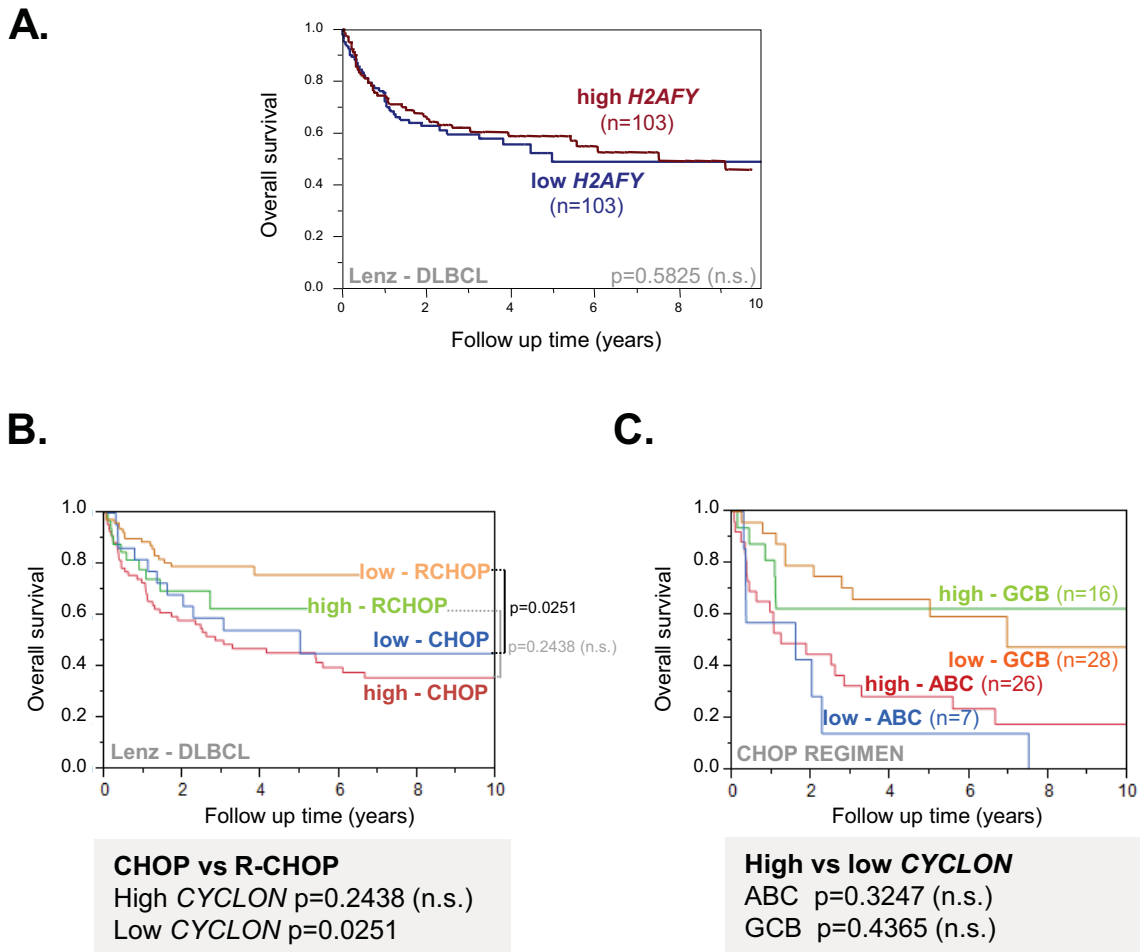 A.
1.0
0.8
0.6
0.4
0.2
0.0
Overall survival
high H2AFY
(n=103)
low H2AFY
(n=103)
Lenz - DLBCL
p=0.5825 (n.s.)
0 2 4 6 8 10
Follow up time (years)
B.
1.0
0.8
0.6
0.4
0.2
0.0
Overall survival
low - RCHOP
high - RCHOP
low - CHOP
high - CHOP
p=0.0251
p=0.2438 (n.s.)
Lenz - DLBCL
0 2 4 6 8 10
Follow up time (years)
CHOP vs R-CHOP
High CYCLON p=0.2438 (n.s.)
Low CYCLON p=0.0251
C.
1.0
0.8
0.6
0.4
0.2
0.0
Overall survival
high - GCB (n=16)
low - GCB (n=28)
high - ABC (n=26)
low - ABC (n=7)
CHOP REGIMEN
0 2 4 6 8 10
Follow up time (years)
High vs low CYCLON
ABC p=0.3247 (n.s.)
GCB p=0.4365 (n.s.)